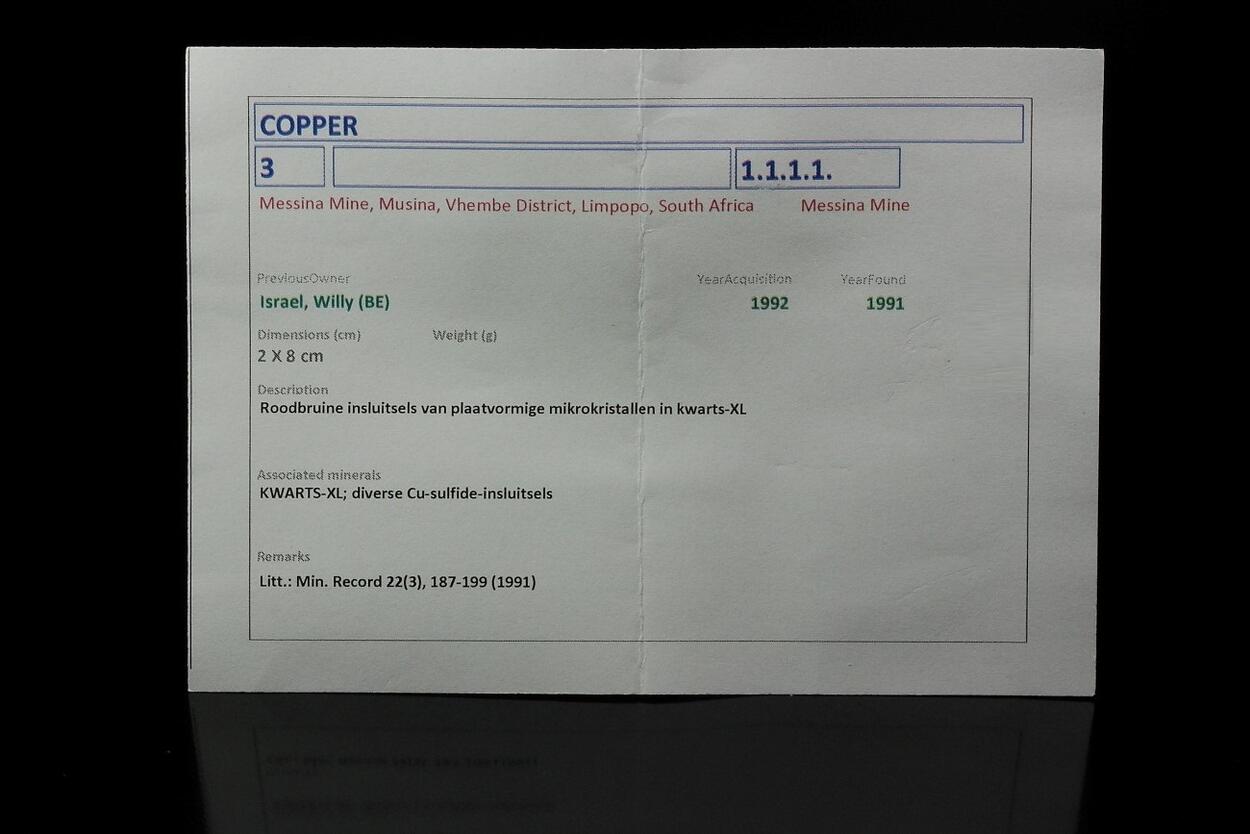 COPPER
3 1.1.1.1.
Messina Mine, Musina, Vhembe District, Limpopo, South Africa Messina Mine
PreviousOwner YearAcquisition YearFound
Israel, Willy (BE) 1992 1991
Dimensions (cm) Weight (g)
2 X 8 cm
Description
Roodbruine insluitsels van plaatvormige mikrokristallen in kwarts-XL
Associated minerals
KWARTS-XL; diverse Cu-sulfide-insluitsels
Remarks
Litt.: Min. Record 22(3), 187-199 (1991)